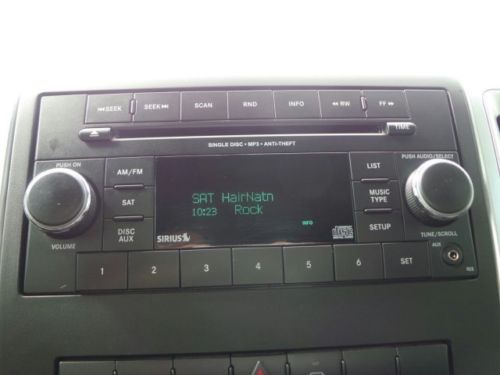 SEEK SEEK SCAN RND INFO RW FF
TIME
SINGLE DISC • MP3 • ANTI-THEFT
PUSH ON
PUSH AUDIO/SELECT
AM/FM
LIST
SAT
MUSIC TYPE
DISC AUX
SETUP
SAT HairNatn
10:23 Rock
INFO
SIRIUS
VOLUME
TUNE/SCROLL
AUX
1 2 3 4 5 6 SET